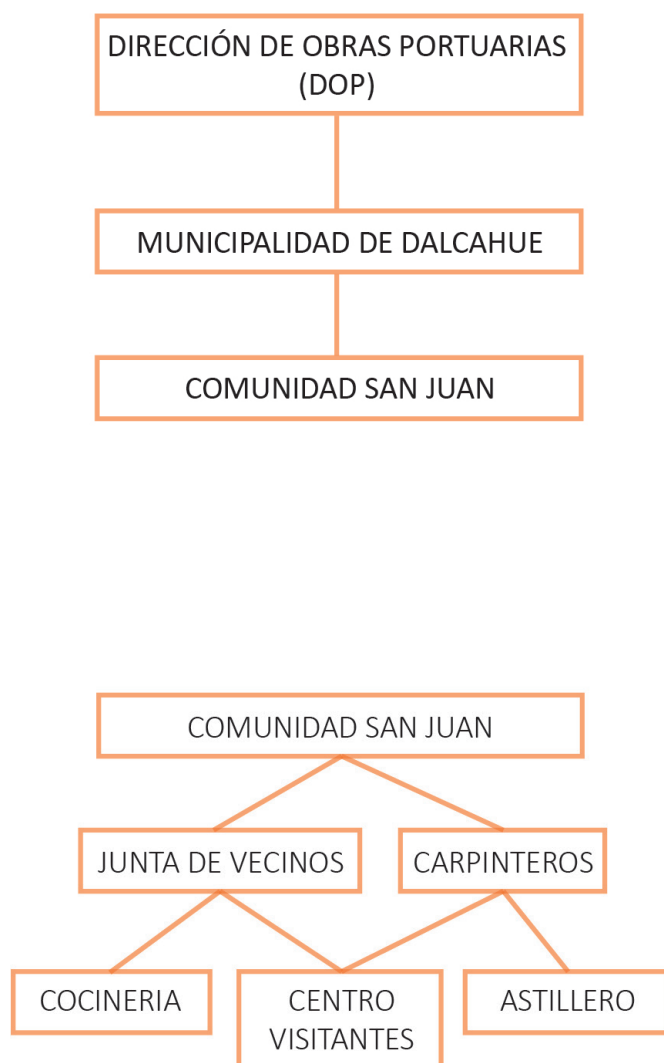 DIRECCIÓN DE OBRAS PORTUARIAS
(DOP)
MUNICIPALIDAD DE DALCAHUE
COMUNIDAD SAN JUAN
COMUNIDAD SAN JUAN
JUNTA DE VECINOS
CARPINTEROS
COCINERIA
CENTRO
VISITANTES
ASTILLERO